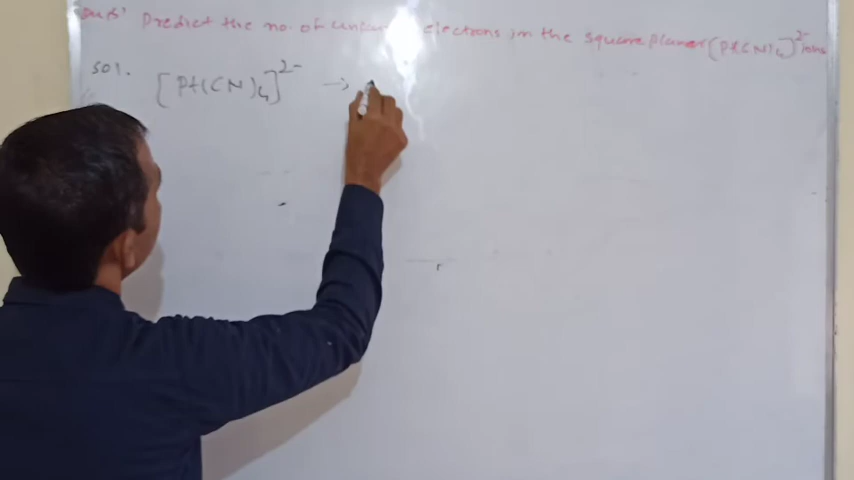 Predict the no. of electrons in the square planar [Pt(CN)4]2- ions
Sol. [Pt(CN)4]2- →